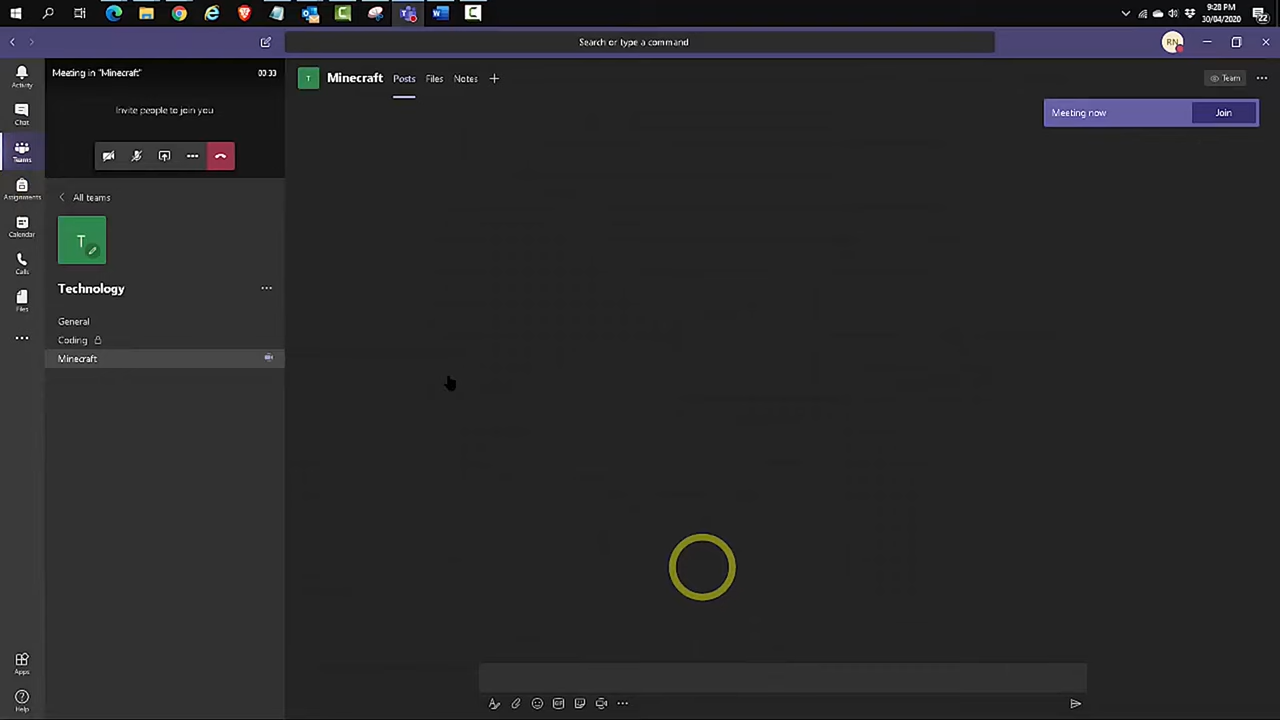 9:28 PM
30/04/2020
22
Search or type a command
RN
Activity
Chat
Teams
Assignments
Calendar
Calls
Files
Apps
Help
Meeting in "Minecraft"
00:33
Invite people to join you
All teams
T
Technology
General
Coding
Minecraft
T
Minecraft
Posts
Files
Notes
Team
Meeting now
Join